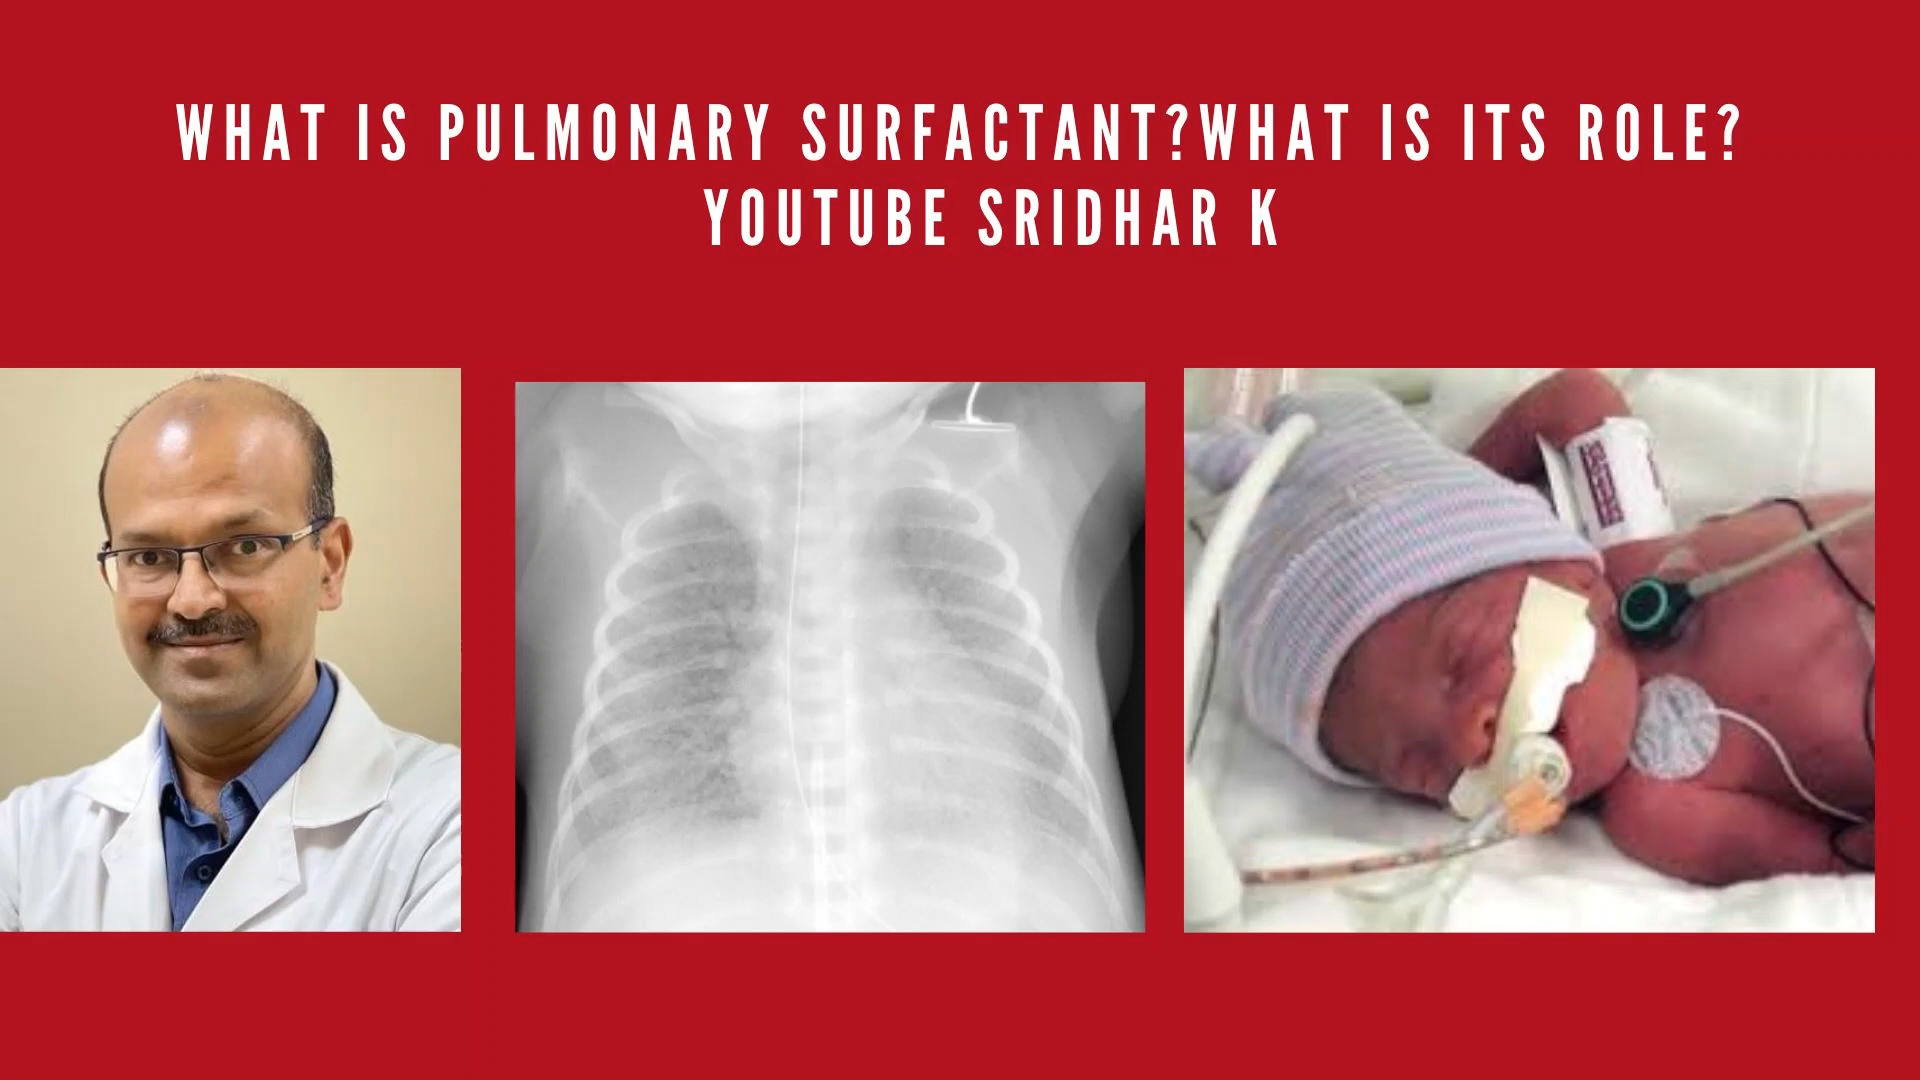 WHAT IS PULMONARY SURFACTANT?WHAT IS ITS ROLE?
YOUTUBE SRIDHAR K